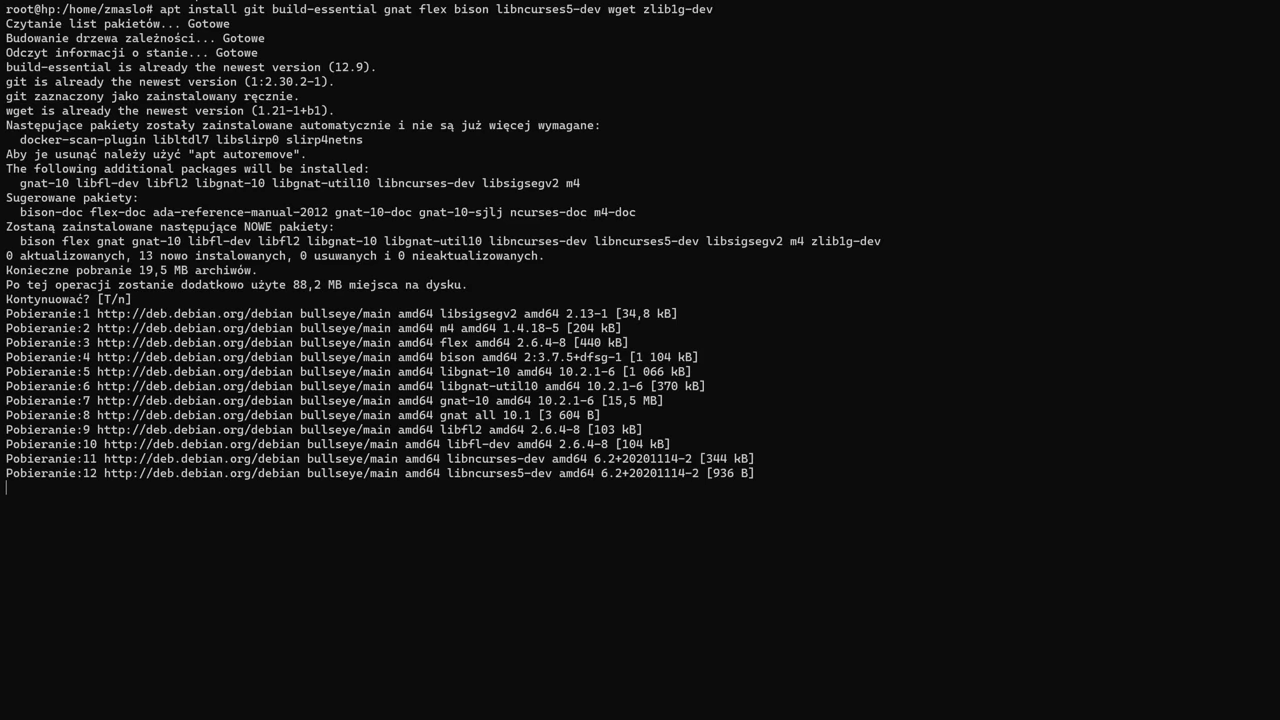 root@hp:/home/zmaslo# apt install git build-essential gnat flex bison libncurses5-dev wget zlib1g-dev
Czytanie list pakietów... Gotowe
Budowanie drzewa zależności... Gotowe
Odczyt informacji o stanie... Gotowe
build-essential is already the newest version (12.9).
git is already the newest version (1:2.30.2-1).
git zaznaczony jako zainstalowany ręcznie.
wget is already the newest version (1.21-1+b1).
Następujące pakiety zostały zainstalowane automatycznie i nie są już więcej wymagane:
  docker-scan-plugin libltdl7 libslirp0 slirp4netns
Aby je usunąć należy użyć "apt autoremove".
The following additional packages will be installed:
  gnat-10 libfl-dev libfl2 libgnat-10 libgnat-util10 libncurses-dev libsigsegv2 m4
Sugerowane pakiety:
  bison-doc flex-doc ada-reference-manual-2012 gnat-10-doc gnat-10-sjlj ncurses-doc m4-doc
Zostaną zainstalowane następujące NOWE pakiety:
  bison flex gnat gnat-10 libfl-dev libfl2 libgnat-10 libgnat-util10 libncurses-dev libncurses5-dev libsigsegv2 m4 zlib1g-dev
0 aktualizowanych, 13 nowo instalowanych, 0 usuwanych i 0 nieaktualizowanych.
Konieczne pobranie 19,5 MB archiwów.
Po tej operacji zostanie dodatkowo użyte 88,2 MB miejsca na dysku.
Kontynuować? [T/n]
Pobieranie:1 http://deb.debian.org/debian bullseye/main amd64 libsigsegv2 amd64 2.13-1 [34,8 kB]
Pobieranie:2 http://deb.debian.org/debian bullseye/main amd64 m4 amd64 1.4.18-5 [204 kB]
Pobieranie:3 http://deb.debian.org/debian bullseye/main amd64 flex amd64 2.6.4-8 [440 kB]
Pobieranie:4 http://deb.debian.org/debian bullseye/main amd64 bison amd64 2:3.7.5+dfsg-1 [1 104 kB]
Pobieranie:5 http://deb.debian.org/debian bullseye/main amd64 libgnat-10 amd64 10.2.1-6 [1 066 kB]
Pobieranie:6 http://deb.debian.org/debian bullseye/main amd64 libgnat-util10 amd64 10.2.1-6 [370 kB]
Pobieranie:7 http://deb.debian.org/debian bullseye/main amd64 gnat-10 amd64 10.2.1-6 [15,5 MB]
Pobieranie:8 http://deb.debian.org/debian bullseye/main amd64 gnat all 10.1 [3 604 B]
Pobieranie:9 http://deb.debian.org/debian bullseye/main amd64 libfl2 amd64 2.6.4-8 [103 kB]
Pobieranie:10 http://deb.debian.org/debian bullseye/main amd64 libfl-dev amd64 2.6.4-8 [104 kB]
Pobieranie:11 http://deb.debian.org/debian bullseye/main amd64 libncurses-dev amd64 6.2+20201114-2 [344 kB]
Pobieranie:12 http://deb.debian.org/debian bullseye/main amd64 libncurses5-dev amd64 6.2+20201114-2 [936 B]